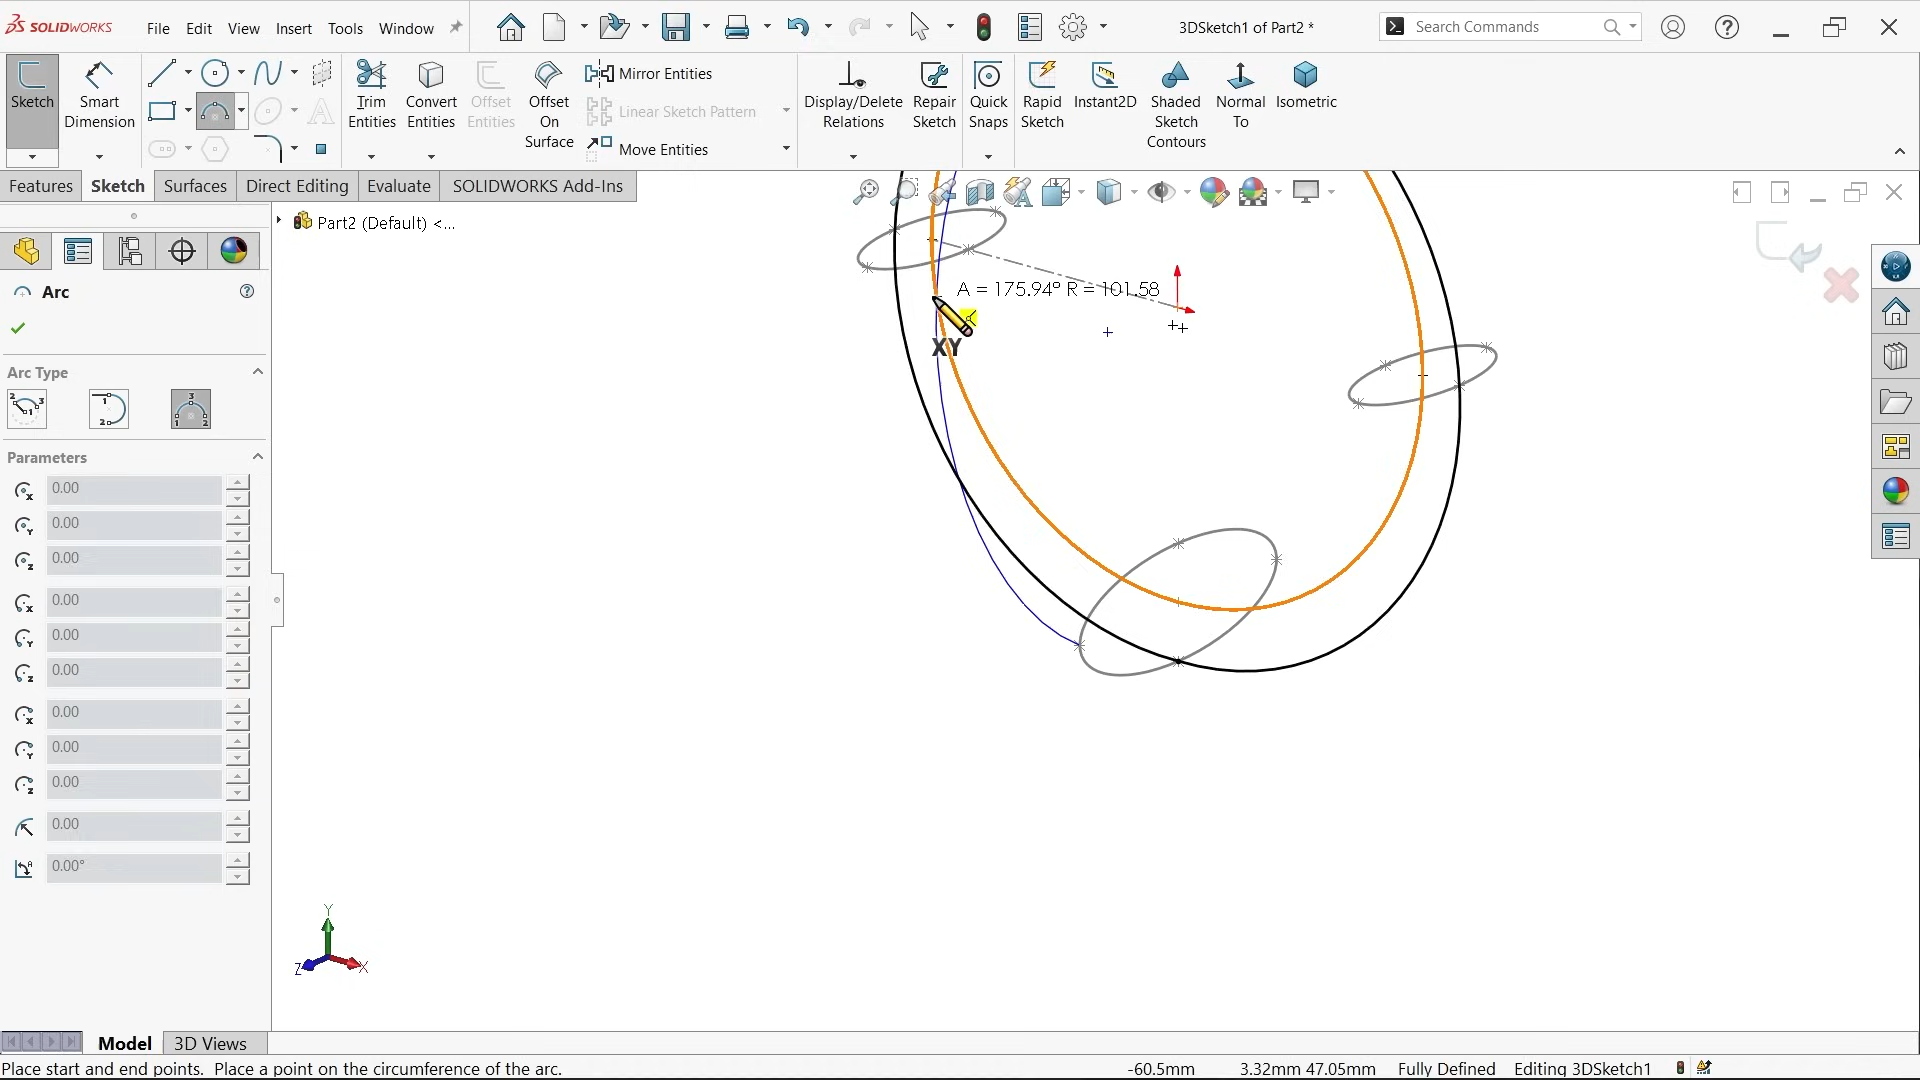 SOLIDWORKS File Edit View Insert Tools Window 3DSketch1 of Part2 * Search Commands
Sketch Smart Dimension Trim Entities Convert Entities Offset Entities Offset On Surface Mirror Entities Linear Sketch Pattern Move Entities Display/Delete Relations Repair Sketch Quick Snaps Rapid Sketch Instant2D Shaded Sketch Contours Normal To Isometric
Features Sketch Surfaces Direct Editing Evaluate SOLIDWORKS Add-Ins
Part2 (Default) <...
Arc
A = 175.94° R = 101.58
XY
Arc Type
Parameters
0.00
0.00
0.00
0.00
0.00
0.00
0.00
0.00
0.00
0.00
0.00°
Y
Z X
Model 3D Views
Place start and end points. Place a point on the circumference of the arc. -60.5mm 3.32mm 47.05mm Fully Defined Editing 3DSketch1